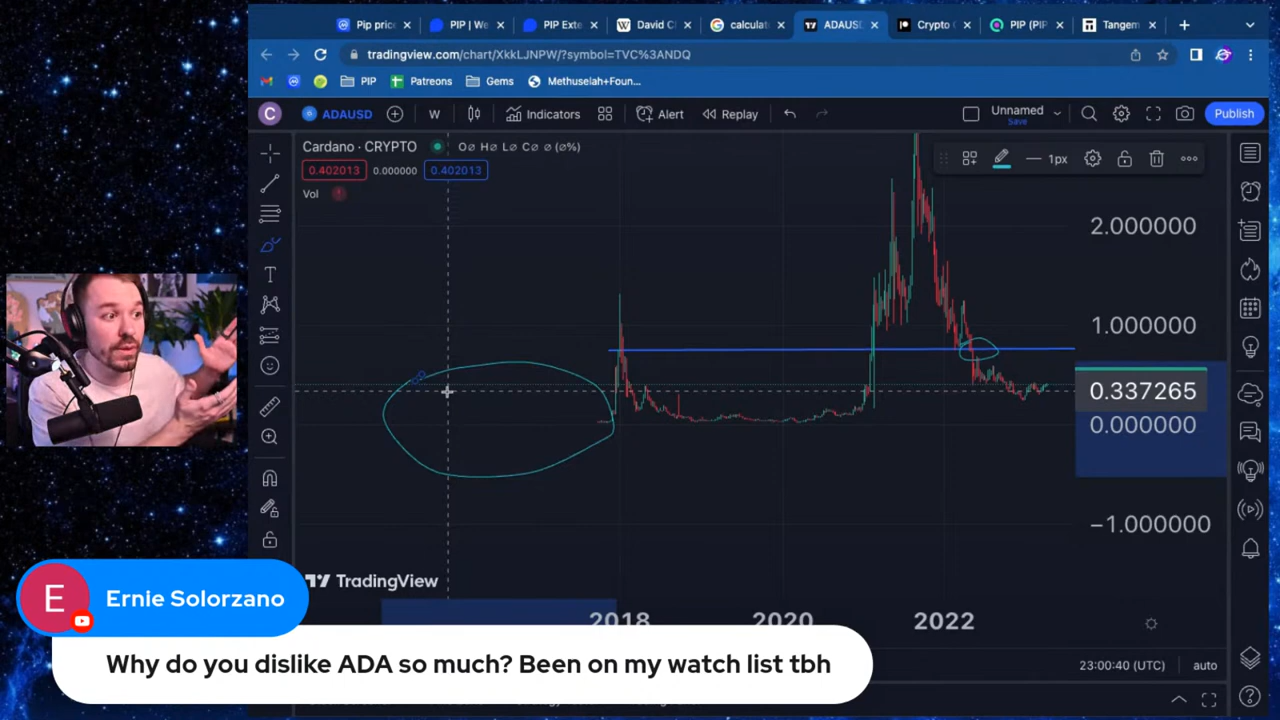 Pip price
PIP | We
PIP Exte
David C
calculat
ADAUSD
Crypto C
PIP (PIP
Tangem
tradingview.com/chart/XkkLJNPW/?symbol=TVC%3ANDQ
PIP
Patreons
Gems
Methuselah+Foun...
C
ADAUSD
W
Indicators
Alert
Replay
Unnamed
Save
Publish
Cardano · CRYPTO
O∅ H∅ L∅ C∅ ∅ (∅%)
0.402013
0.000000
0.402013
1px
Vol
2.000000
1.000000
0.337265
0.000000
−1.000000
TradingView
2018
2020
2022
23:00:40 (UTC)
auto
E
Ernie Solorzano
Why do you dislike ADA so much? Been on my watch list tbh